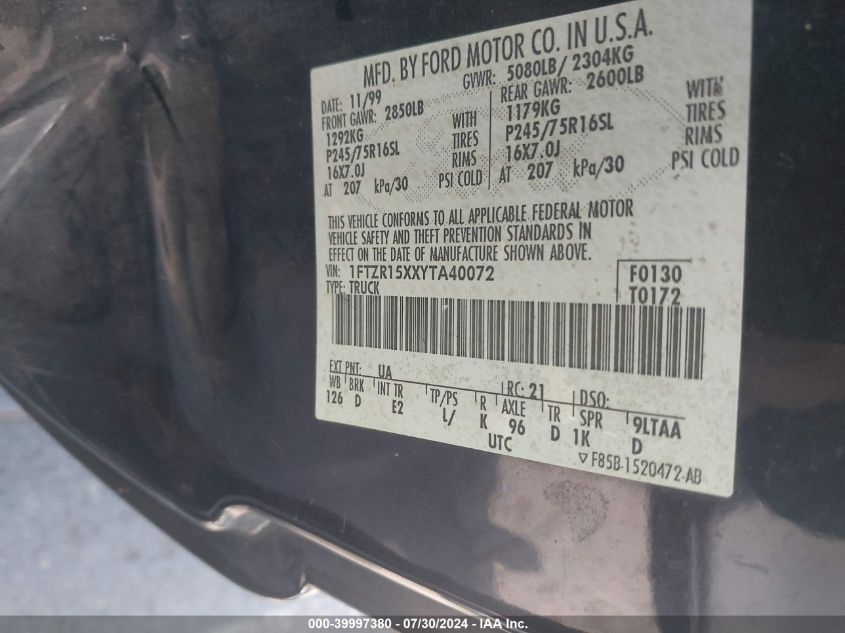 MFD. BY FORD MOTOR CO. IN U.S.A.
DATE: 11/99 GVWR: 5080LB/ 2304KG
FRONT GAWR: 2850LB REAR GAWR: 2600LB
1292KG WITH 1179KG WITH
P245/75R16SL TIRES P245/75R16SL TIRES
16X7.0J RIMS 16X7.0J RIMS
AT 207 kPa/30 PSI COLD AT 207 kPa/30 PSI COLD
THIS VEHICLE CONFORMS TO ALL APPLICABLE FEDERAL MOTOR
VEHICLE SAFETY AND THEFT PREVENTION STANDARDS IN
EFFECT ON THE DATE OF MANUFACTURE SHOWN ABOVE.
VIN: 1FTZR15XXYTA40072 F0130
TYPE: TRUCK T0172
EXT PNT: UA RC: 21 DSO:
WB BRK INT TR TP/PS R AXLE TR SPR 9LTAA
126 D E2 L/ K 96 D 1K D
UTC
F85B-1520472-AB
000-39997380 - 07/30/2024 - IAA Inc.